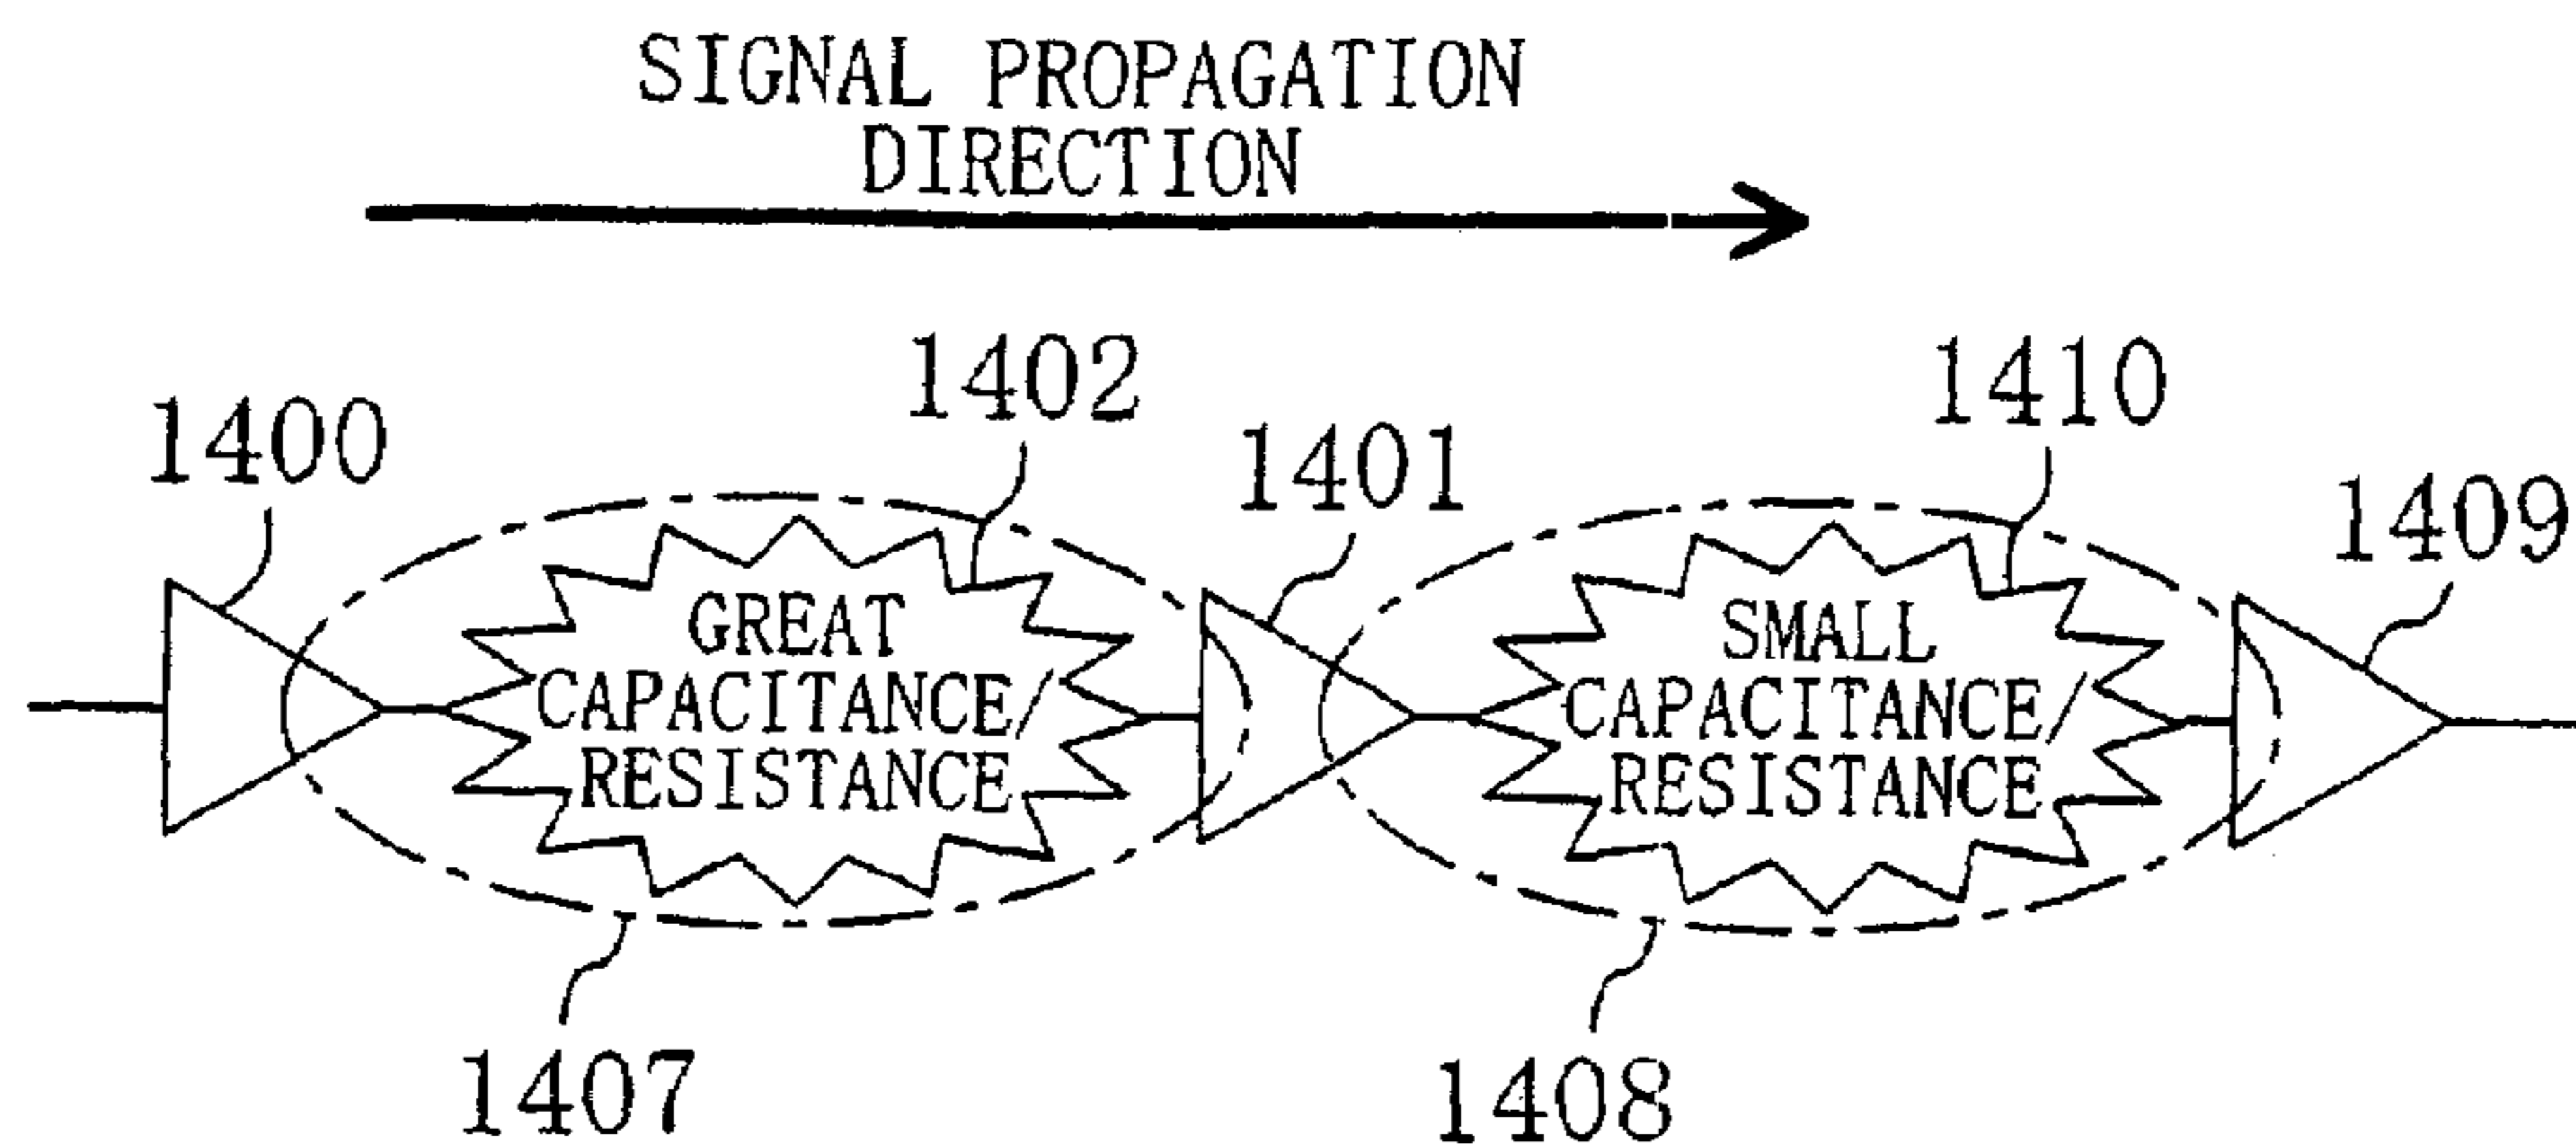 SIGNAL PROPAGATION
DIRECTION
1402
1410
1400
1401
1409
GREAT
CAPACITANCE/
RESISTANCE
SMALL
CAPACITANCE/
RESISTANCE
1407
1408